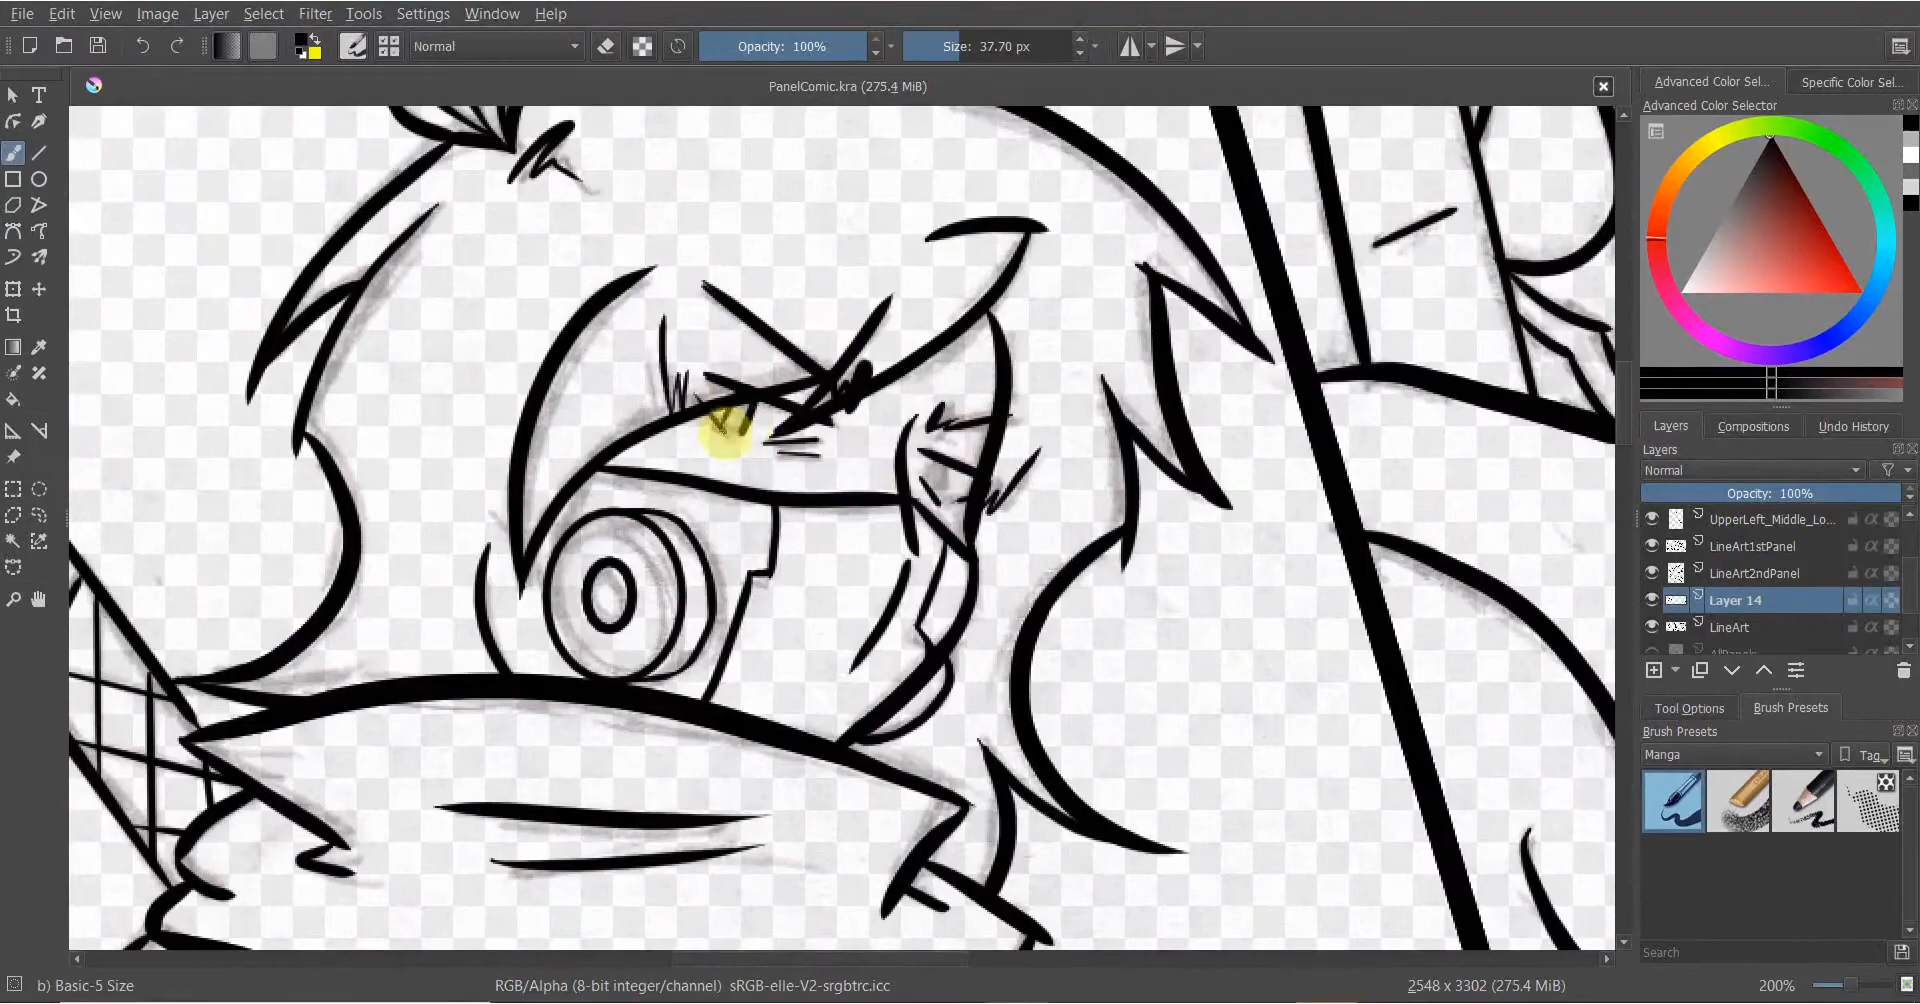 File Edit View Image Layer Select Filter Tools Settings Window Help
Normal Opacity: 100% Size: 37.70 px
PanelComic.kra (275.4 MiB)
Advanced Color Sel... Specific Color Sel...
Advanced Color Selector
Layers Compositions Undo History
Layers
Normal
Opacity: 100%
UpperLeft_Middle_Lo...
LineArt1stPanel
LineArt2ndPanel
Layer 14
LineArt
Tool Options Brush Presets
Brush Presets
Manga Tag
Search
b) Basic-5 Size RGB/Alpha (8-bit integer/channel) sRGB-elle-V2-srgbtrc.icc 2548 x 3302 (275.4 MiB) 200%